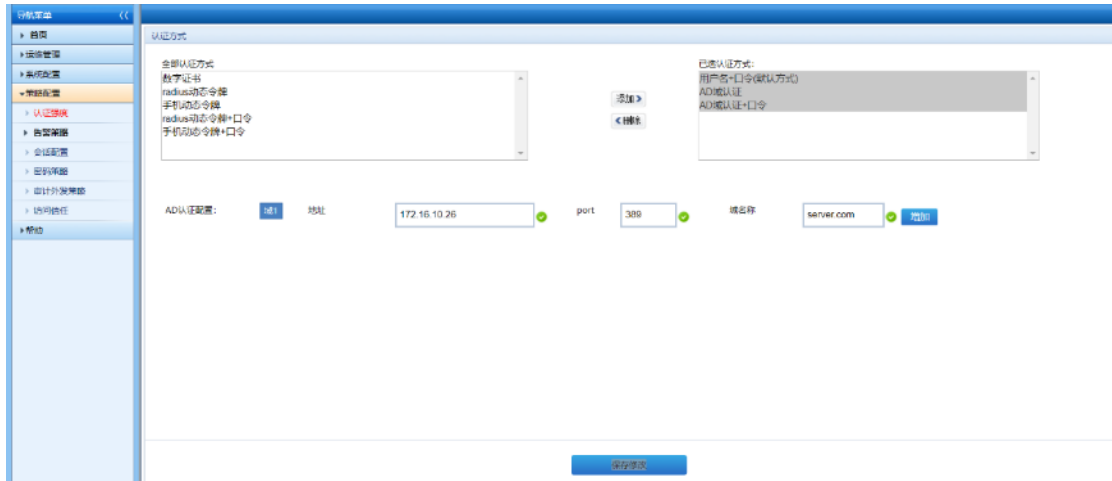 导航菜单
首页
运维管理
系统配置
策略配置
认证强度
告警策略
会话配置
密码策略
审计外发策略
访问信任
帮助
认证方式
全部认证方式
数字证书
radius动态令牌
手机动态令牌
radius动态令牌+口令
手机动态令牌+口令
添加
删除
已选认证方式:
用户名+口令(默认方式)
AD域认证
AD域认证+口令
AD认证配置: 域1 地址 172.16.10.26 port 389 域名称 server.com 增加
保存修改